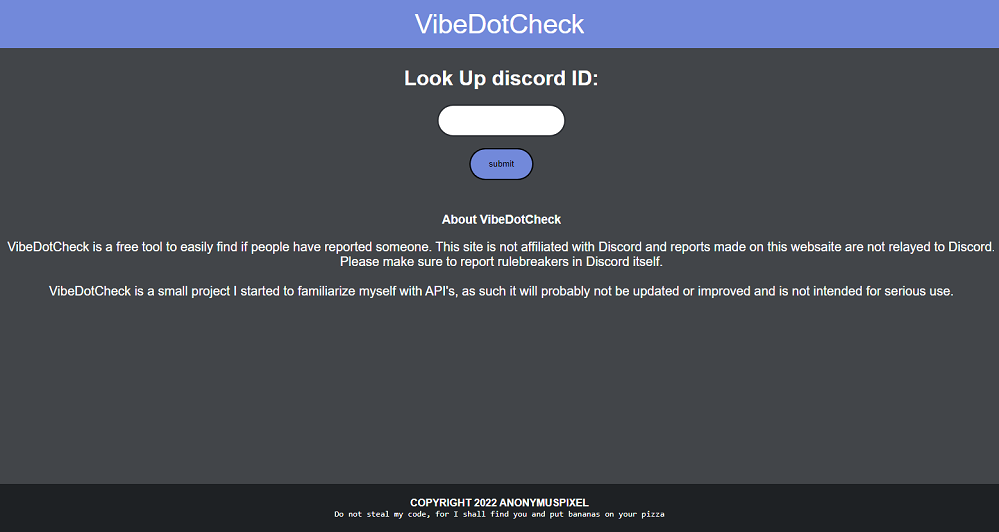 VibeDotCheck
Look Up discord ID:
submit
About VibeDotCheck
VibeDotCheck is a free tool to easily find if people have reported someone. This site is not affiliated with Discord and reports made on this websaite are not relayed to Discord.
Please make sure to report rulebreakers in Discord itself.
VibeDotCheck is a small project I started to familiarize myself with API's, as such it will probably not be updated or improved and is not intended for serious use.
COPYRIGHT 2022 ANONYMUSPIXEL
Do not steal my code, for I shall find you and put bananas on your pizza